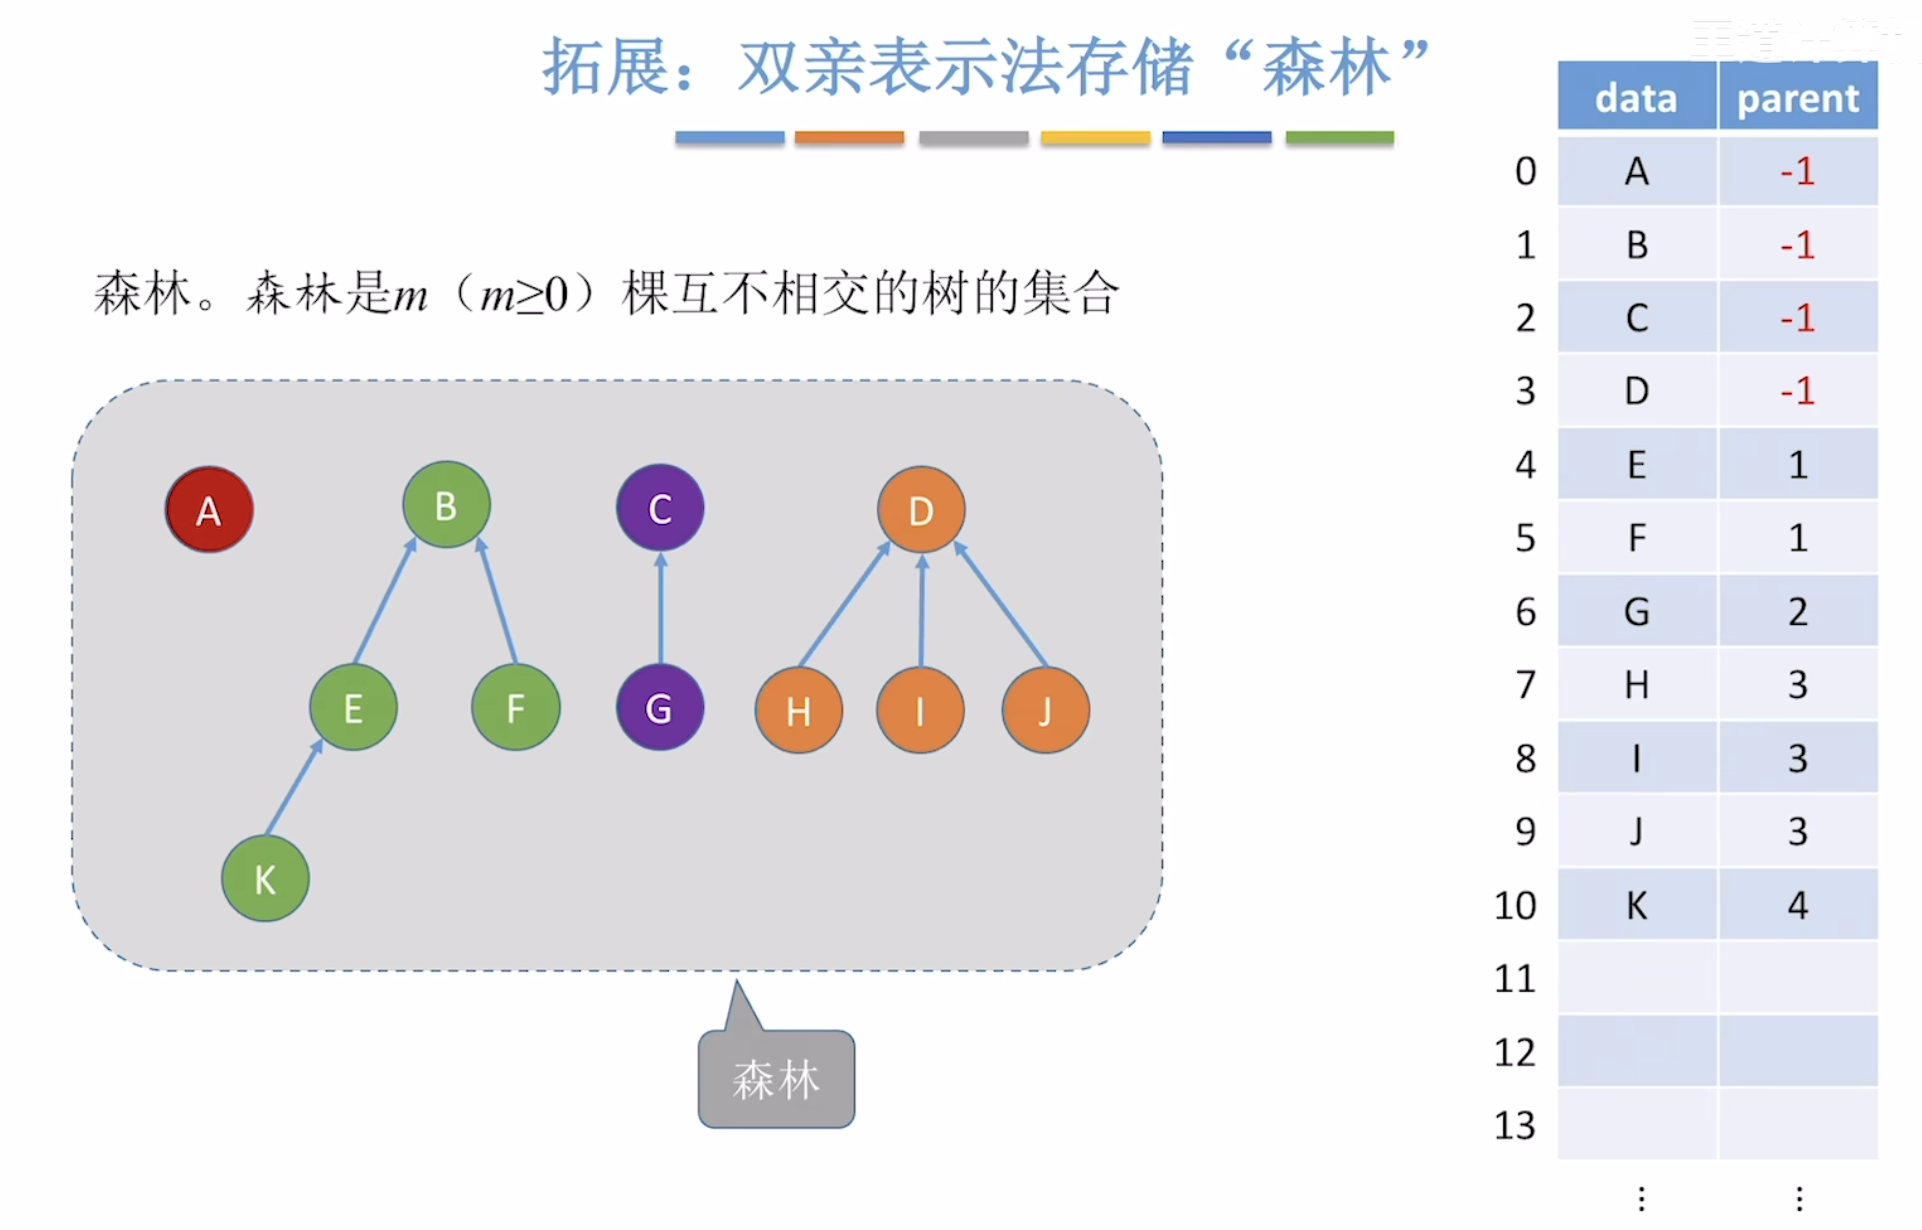 拓展：双亲表示法存储“森林”
森林。森林是m（m≥0）棵互不相交的树的集合
A
B
C
D
E
F
G
H
I
J
K
森林
data parent
0 A -1
1 B -1
2 C -1
3 D -1
4 E 1
5 F 1
6 G 2
7 H 3
8 I 3
9 J 3
10 K 4
11
12
13
⋮ ⋮